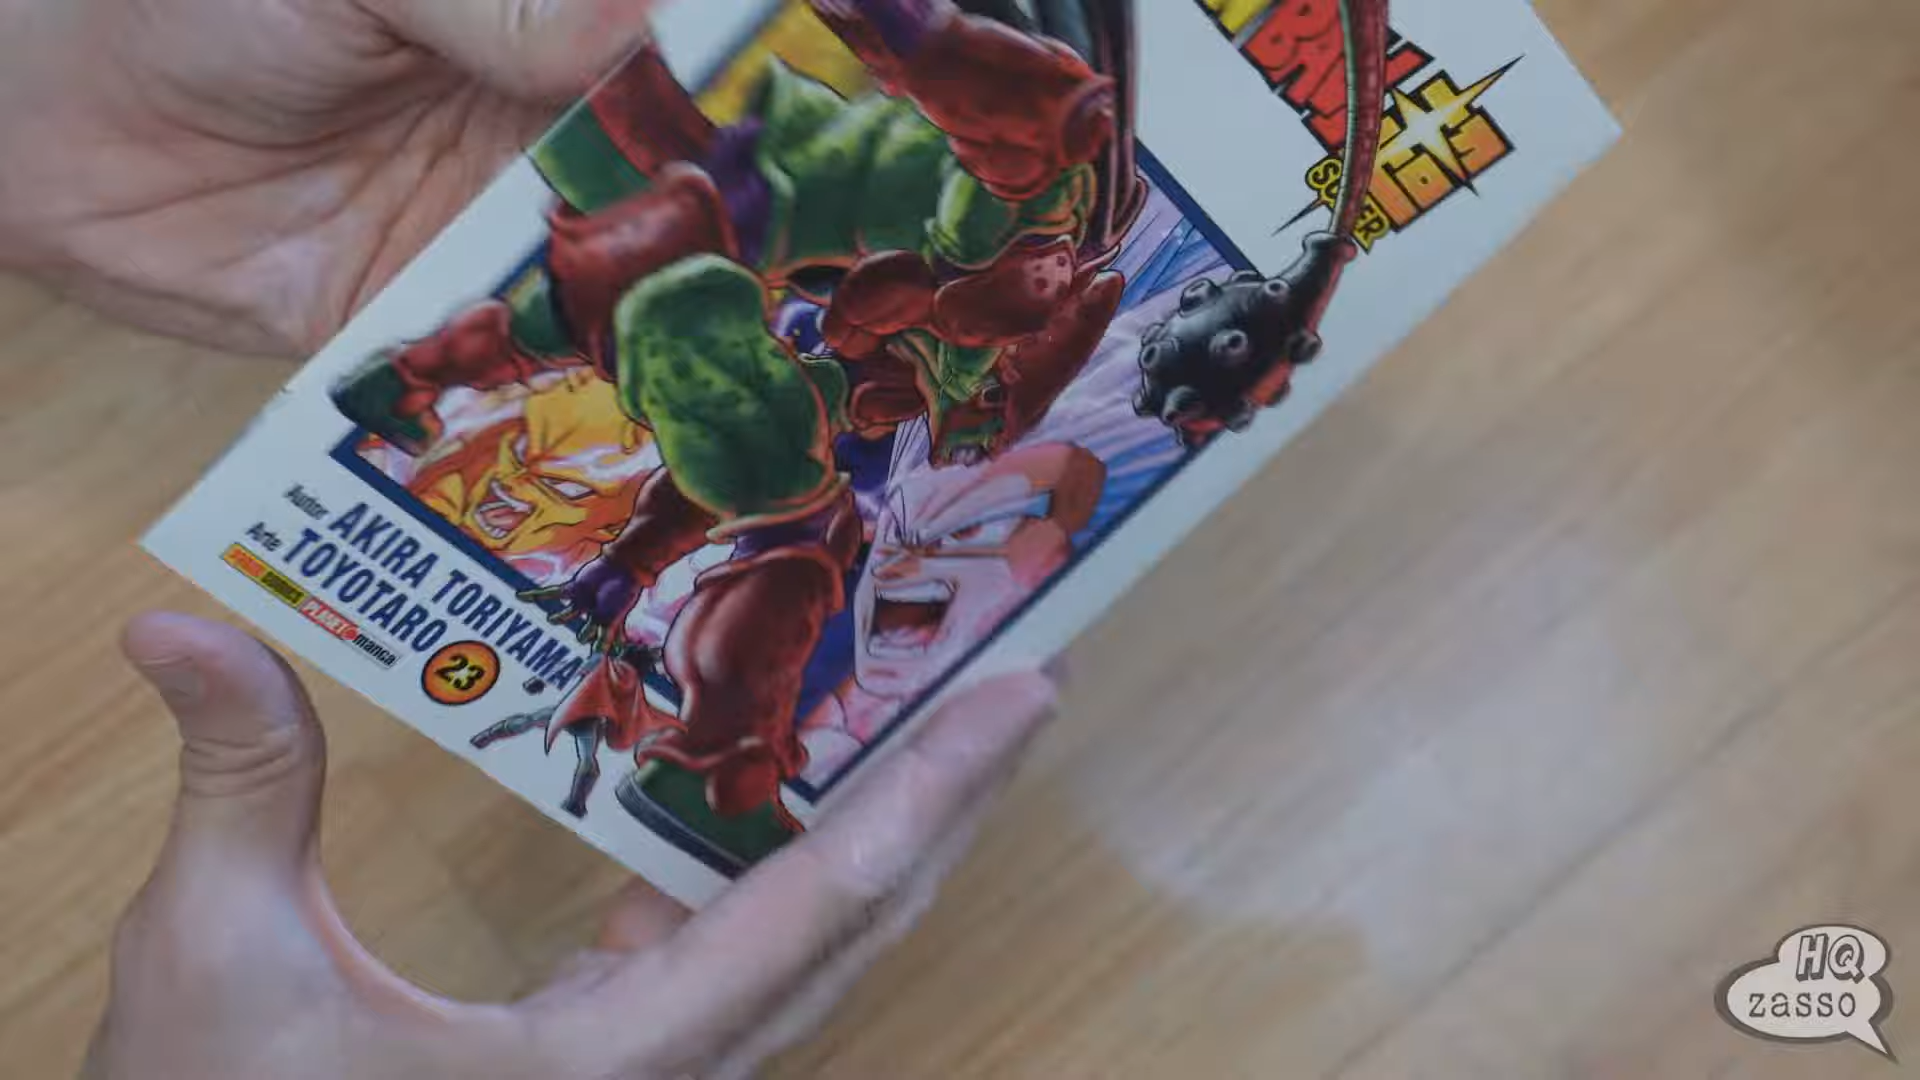 SUPER
Autor AKIRA TORIYAMA
Arte TOYOTARO
PANINI COMICS PLANET manga
23
HQ
zasso